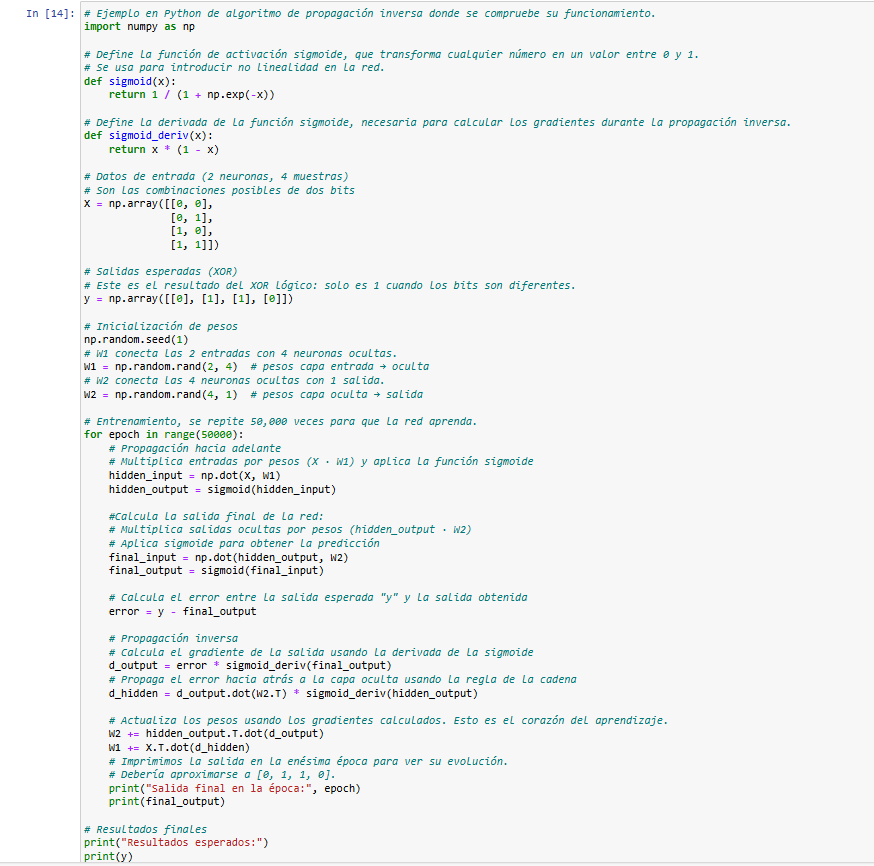 In [14]: # Ejemplo en Python de algoritmo de propagación inversa donde se compruebe su funcionamiento.
import numpy as np
# Define la función de activación sigmoide, que transforma cualquier número en un valor entre 0 y 1.
# Se usa para introducir no linealidad en la red.
def sigmoid(x):
    return 1 / (1 + np.exp(-x))
# Define la derivada de la función sigmoide, necesaria para calcular los gradientes durante la propagación inversa.
def sigmoid_deriv(x):
    return x * (1 - x)
# Datos de entrada (2 neuronas, 4 muestras)
# Son las combinaciones posibles de dos bits
X = np.array([[0, 0],
              [0, 1],
              [1, 0],
              [1, 1]])
# Salidas esperadas (XOR)
# Este es el resultado del XOR lógico: solo es 1 cuando los bits son diferentes.
y = np.array([[0], [1], [1], [0]])
# Inicialización de pesos
np.random.seed(1)
# W1 conecta las 2 entradas con 4 neuronas ocultas.
W1 = np.random.rand(2, 4)  # pesos capa entrada → oculta
# W2 conecta las 4 neuronas ocultas con 1 salida.
W2 = np.random.rand(4, 1)  # pesos capa oculta → salida
# Entrenamiento, se repite 50,000 veces para que la red aprenda.
for epoch in range(50000):
    # Propagación hacia adelante
    # Multiplica entradas por pesos (X · W1) y aplica la función sigmoide
    hidden_input = np.dot(X, W1)
    hidden_output = sigmoid(hidden_input)
    #Calcula la salida final de la red:
    # Multiplica salidas ocultas por pesos (hidden_output · W2)
    # Aplica sigmoide para obtener la predicción
    final_input = np.dot(hidden_output, W2)
    final_output = sigmoid(final_input)
    # Calcula el error entre la salida esperada "y" y la salida obtenida
    error = y - final_output
    # Propagación inversa
    # Calcula el gradiente de la salida usando la derivada de la sigmoide
    d_output = error * sigmoid_deriv(final_output)
    # Propaga el error hacia atrás a la capa oculta usando la regla de la cadena
    d_hidden = d_output.dot(W2.T) * sigmoid_deriv(hidden_output)
    # Actualiza los pesos usando los gradientes calculados. Esto es el corazón del aprendizaje.
    W2 += hidden_output.T.dot(d_output)
    W1 += X.T.dot(d_hidden)
    # Imprimimos la salida en la enésima época para ver su evolución.
    # Debería aproximarse a [0, 1, 1, 0].
    print("Salida final en la época:", epoch)
    print(final_output)
# Resultados finales
print("Resultados esperados:")
print(y)